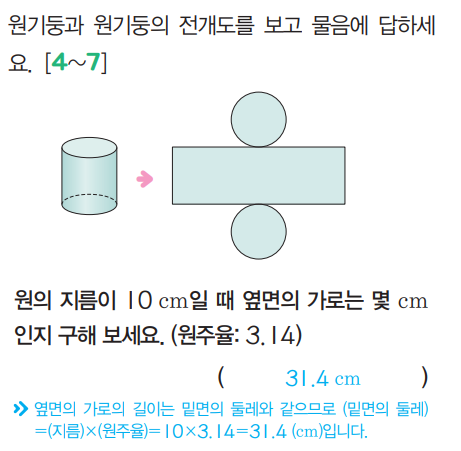 원기둥과 원기둥의 전개도를 보고 물음에 답하세
요. [4~7]
원의 지름이 10 cm일 때 옆면의 가로는 몇 cm
인지 구해 보세요. (원주율: 3.14)
( 31.4 cm )
옆면의 가로의 길이는 밑면의 둘레와 같으므로 (밑면의 둘레)
=(지름)×(원주율)=10×3.14=31.4 (cm)입니다.